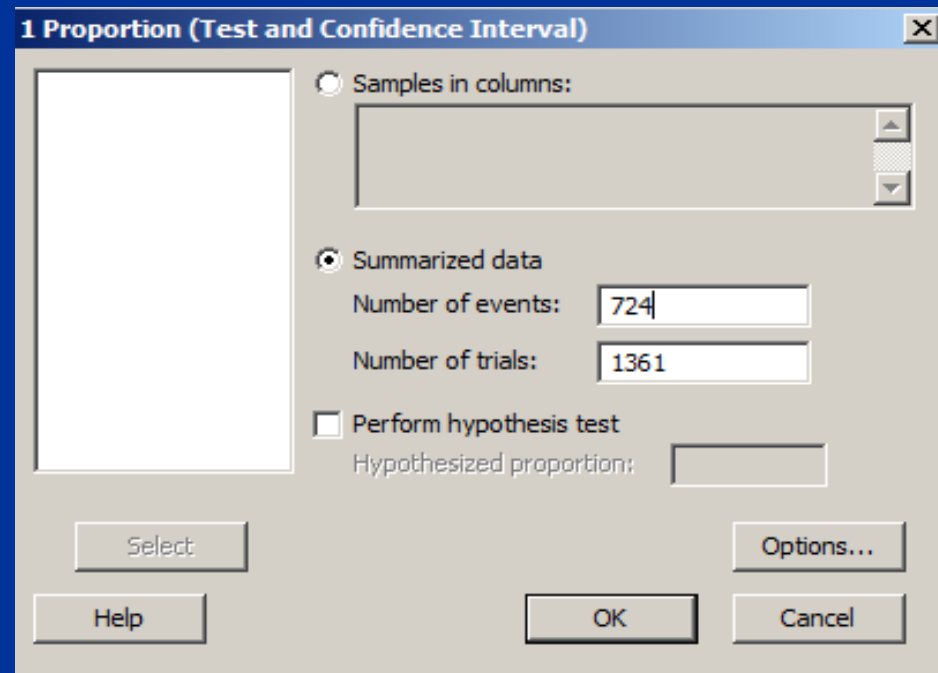 1 Proportion (Test and Confidence Interval)
Samples in columns:
Summarized data
Number of events: 724
Number of trials: 1361
Perform hypothesis test
Hypothesized proportion:
Select Options...
Help OK Cancel